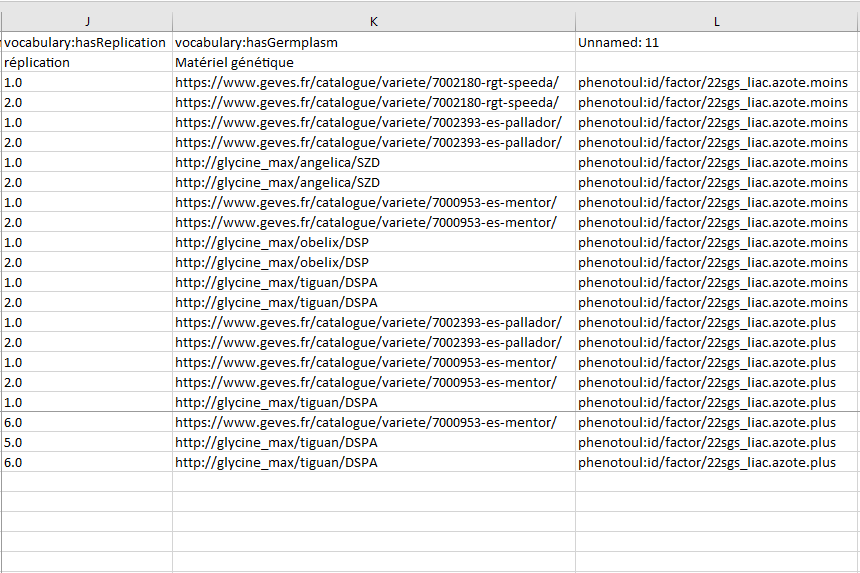 J K L
vocabulary:hasReplication vocabulary:hasGermplasm Unnamed: 11
réplication Matériel génétique
1.0 https://www.geves.fr/catalogue/variete/7002180-rgt-speeda/ phenotoul:id/factor/22sgs_liac.azote.moins
2.0 https://www.geves.fr/catalogue/variete/7002180-rgt-speeda/ phenotoul:id/factor/22sgs_liac.azote.moins
1.0 https://www.geves.fr/catalogue/variete/7002393-es-pallador/ phenotoul:id/factor/22sgs_liac.azote.moins
2.0 https://www.geves.fr/catalogue/variete/7002393-es-pallador/ phenotoul:id/factor/22sgs_liac.azote.moins
1.0 http://glycine_max/angelica/SZD phenotoul:id/factor/22sgs_liac.azote.moins
2.0 http://glycine_max/angelica/SZD phenotoul:id/factor/22sgs_liac.azote.moins
1.0 https://www.geves.fr/catalogue/variete/7000953-es-mentor/ phenotoul:id/factor/22sgs_liac.azote.moins
2.0 https://www.geves.fr/catalogue/variete/7000953-es-mentor/ phenotoul:id/factor/22sgs_liac.azote.moins
1.0 http://glycine_max/obelix/DSP phenotoul:id/factor/22sgs_liac.azote.moins
2.0 http://glycine_max/obelix/DSP phenotoul:id/factor/22sgs_liac.azote.moins
1.0 http://glycine_max/tiguan/DSPA phenotoul:id/factor/22sgs_liac.azote.moins
2.0 http://glycine_max/tiguan/DSPA phenotoul:id/factor/22sgs_liac.azote.moins
1.0 https://www.geves.fr/catalogue/variete/7002393-es-pallador/ phenotoul:id/factor/22sgs_liac.azote.plus
2.0 https://www.geves.fr/catalogue/variete/7002393-es-pallador/ phenotoul:id/factor/22sgs_liac.azote.plus
1.0 https://www.geves.fr/catalogue/variete/7000953-es-mentor/ phenotoul:id/factor/22sgs_liac.azote.plus
2.0 https://www.geves.fr/catalogue/variete/7000953-es-mentor/ phenotoul:id/factor/22sgs_liac.azote.plus
1.0 http://glycine_max/tiguan/DSPA phenotoul:id/factor/22sgs_liac.azote.plus
6.0 https://www.geves.fr/catalogue/variete/7000953-es-mentor/ phenotoul:id/factor/22sgs_liac.azote.plus
5.0 http://glycine_max/tiguan/DSPA phenotoul:id/factor/22sgs_liac.azote.plus
6.0 http://glycine_max/tiguan/DSPA phenotoul:id/factor/22sgs_liac.azote.plus